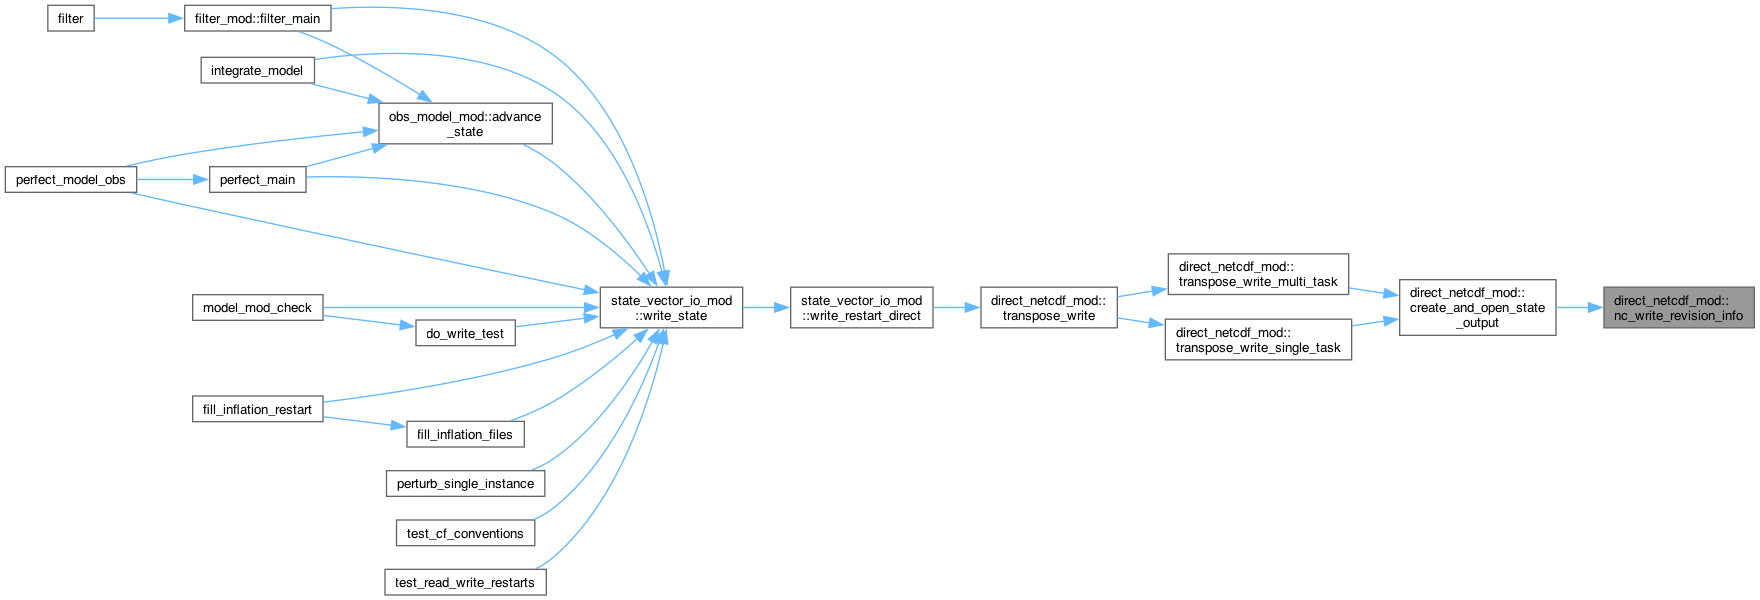 filter
filter_mod::filter_main
integrate_model
obs_model_mod::advance
_state
perfect_model_obs
perfect_main
model_mod_check
do_write_test
fill_inflation_restart
fill_inflation_files
perturb_single_instance
test_cf_conventions
test_read_write_restarts
state_vector_io_mod
::write_state
state_vector_io_mod
::write_restart_direct
direct_netcdf_mod::
transpose_write
direct_netcdf_mod::
transpose_write_multi_task
direct_netcdf_mod::
transpose_write_single_task
direct_netcdf_mod::
create_and_open_state
_output
direct_netcdf_mod::
nc_write_revision_info